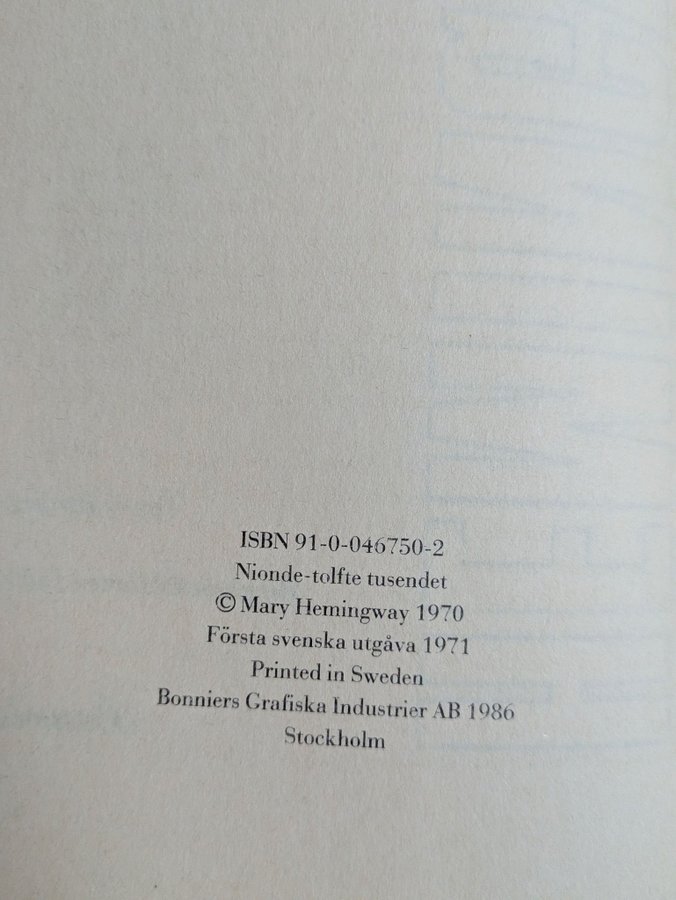 ISBN 91-0-046750-2
Nionde-tolfte tusendet
© Mary Hemingway 1970
Första svenska utgåva 1971
Printed in Sweden
Bonniers Grafiska Industrier AB 1986
Stockholm